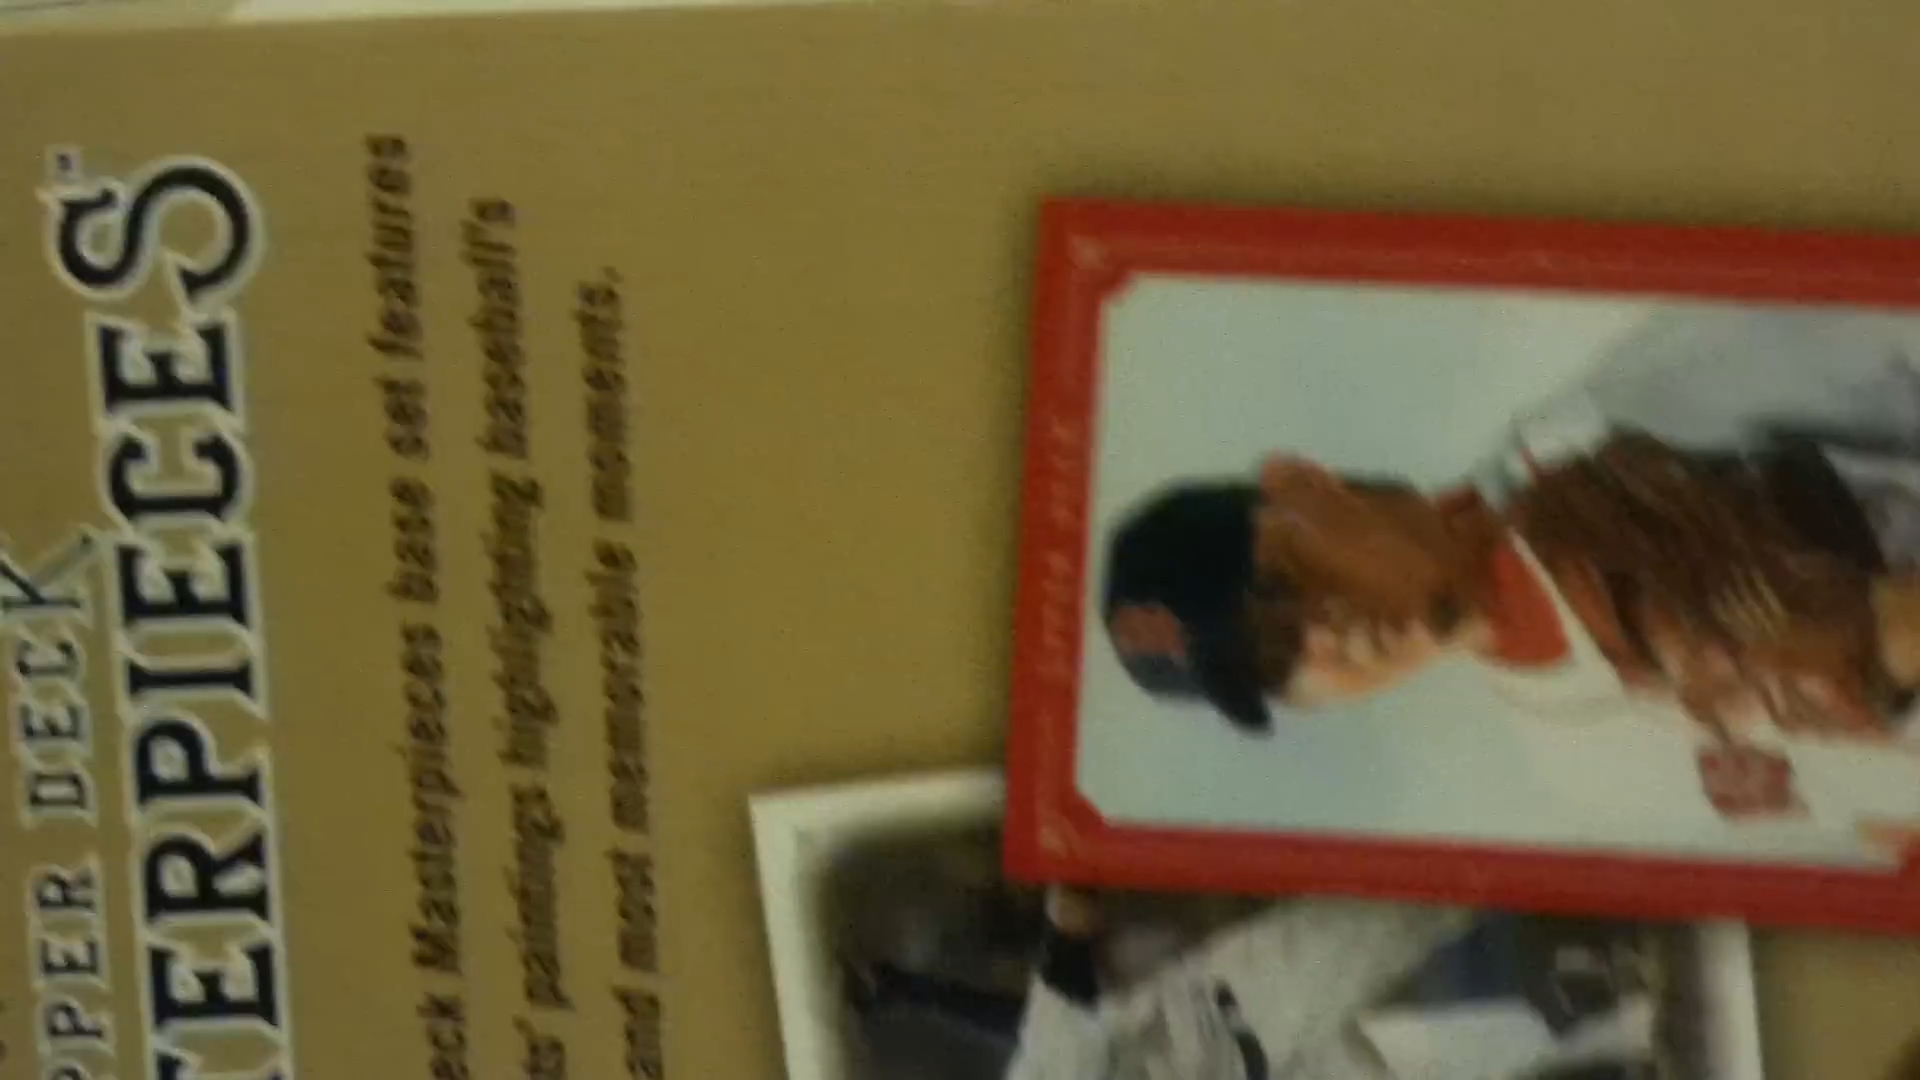 PPER DECK
TERPIECES
eck Masterpieces base set features
ts' paintings highlighting baseball's
and most memorable moments.